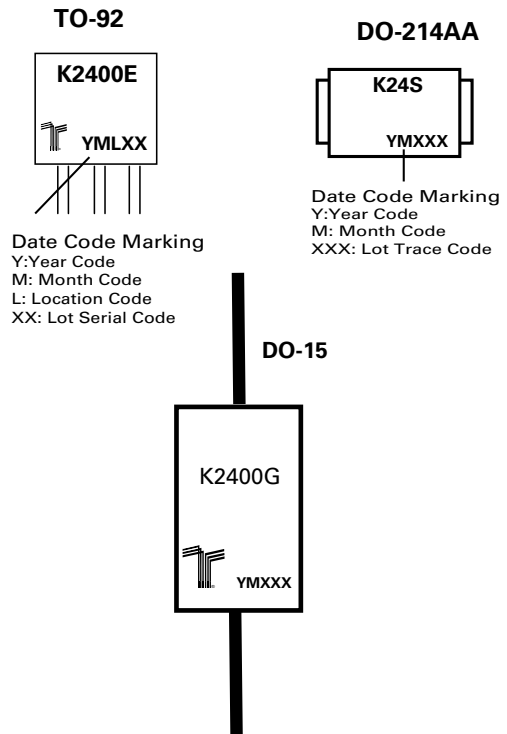 TO-92
K2400E
YMLXX
Date Code Marking
Y:Year Code
M: Month Code
L: Location Code
XX: Lot Serial Code
DO-214AA
K24S
YMXXX
Date Code Marking
Y:Year Code
M: Month Code
XXX: Lot Trace Code
DO-15
K2400G
YMXXX